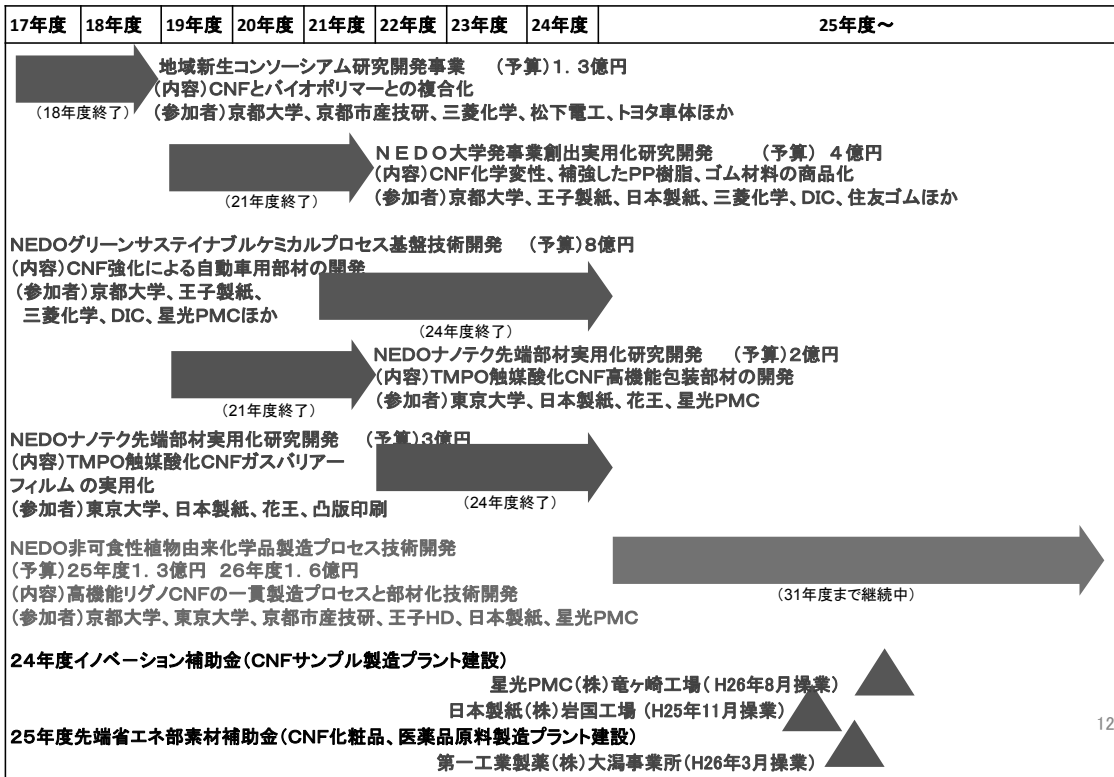 17年度 18年度 19年度 20年度 21年度 22年度 23年度 24年度 25年度～
地域新生コンソーシアム研究開発事業 (予算)1．3億円
(内容)CNFとバイオポリマーとの複合化
(18年度終了)
(参加者)京都大学、京都市産技研、三菱化学、松下電工、トヨタ車体ほか
ＮＥＤＯ大学発事業創出実用化研究開発 (予算) ４億円
(内容)CNF化学変性、補強したPP樹脂、ゴム材料の商品化
(21年度終了)
(参加者)京都大学、王子製紙、日本製紙、三菱化学、DIC、住友ゴムほか
NEDOグリーンサステイナブルケミカルプロセス基盤技術開発 (予算)8億円
(内容)CNF強化による自動車用部材の開発
(参加者)京都大学、王子製紙、
三菱化学、DIC、星光PMCほか
(24年度終了)
NEDOナノテク先端部材実用化研究開発 (予算)2億円
(内容)TMPO触媒酸化CNF高機能包装部材の開発
(21年度終了)
(参加者)東京大学、日本製紙、花王、星光PMC
NEDOナノテク先端部材実用化研究開発 (予算)3億円
(内容)TMPO触媒酸化CNFガスバリアー
フィルム の実用化
(24年度終了)
(参加者)東京大学、日本製紙、花王、凸版印刷
NEDO非可食性植物由来化学品製造プロセス技術開発
(予算)25年度1．3億円 26年度1．6億円
(内容)高機能リグノCNFの一貫製造プロセスと部材化技術開発
(31年度まで継続中)
(参加者)京都大学、東京大学、京都市産技研、王子HD、日本製紙、星光PMC
24年度イノベーション補助金(CNFサンプル製造プラント建設)
星光PMC(株)竜ヶ崎工場( H26年8月操業)
日本製紙(株)岩国工場 (H25年11月操業)
25年度先端省エネ部素材補助金(CNF化粧品、医薬品原料製造プラント建設)
第一工業製薬(株)大潟事業所(H26年3月操業)
12